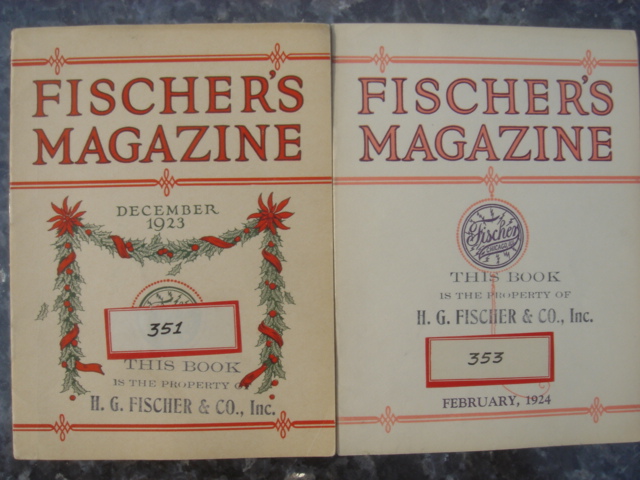 FISCHER'S
MAGAZINE
DECEMBER
1923
351
THIS BOOK
IS THE PROPERTY
H. G. FISCHER & CO., Inc.
FISCHER'S
MAGAZINE
Fischer
THIS BOOK
IS THE PROPERTY OF
H. G. FISCHER & CO., Inc.
353
FEBRUARY, 1924